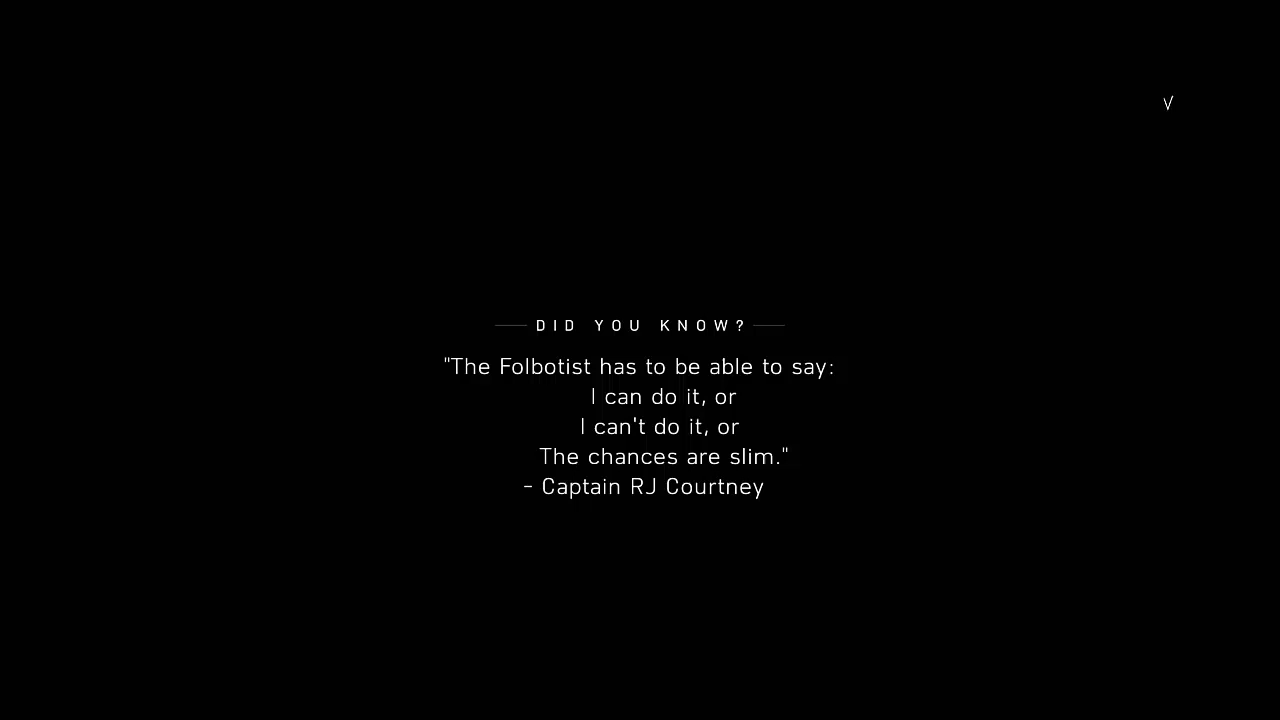 V
DID YOU KNOW?
"The Folbotist has to be able to say:
I can do it, or
I can't do it, or
The chances are slim."
- Captain RJ Courtney